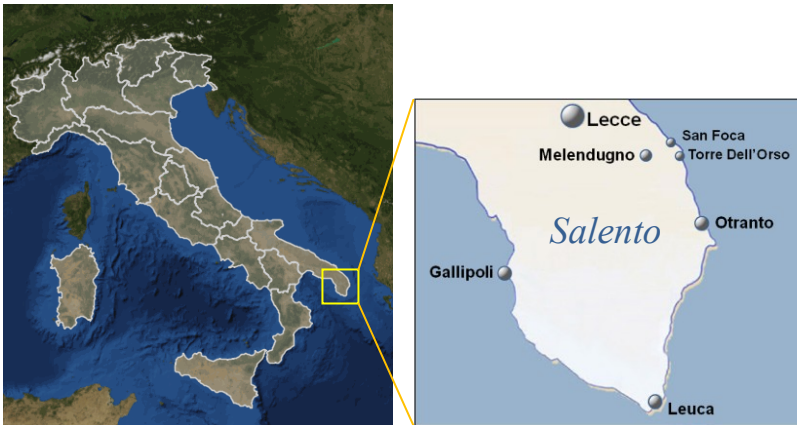 Lecce
San Foca
Melendugno
Torre Dell'Orso
Salento
Otranto
Gallipoli
Leuca